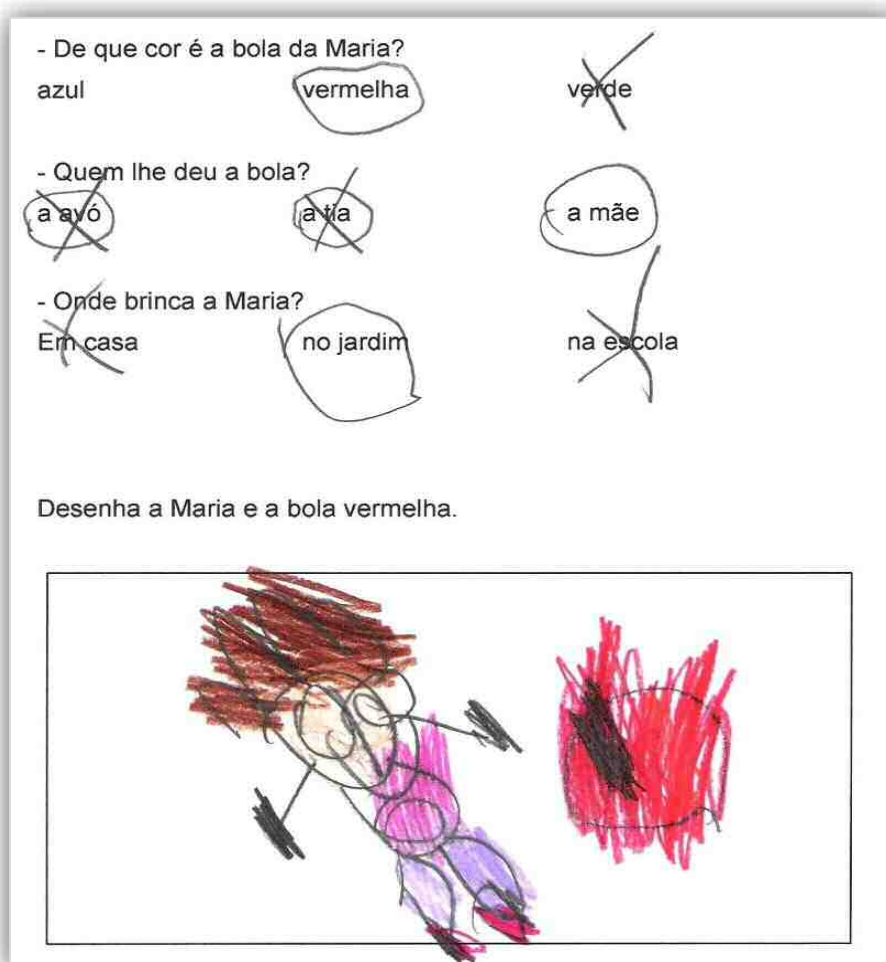 - De que cor é a bola da Maria?
azul vermelha verde
- Quem lhe deu a bola?
a avó a tia a mãe
- Onde brinca a Maria?
Em casa no jardim na escola
Desenha a Maria e a bola vermelha.